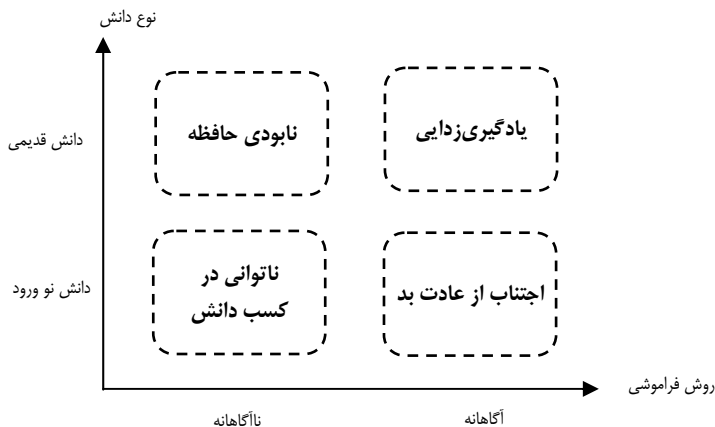 نوع دانش
دانش قدیمی
یادگیری‌زدایی
نابودی حافظه
دانش نو ورود
اجتناب از عادت بد
ناتوانی در
کسب دانش
روش فراموشی
آگاهانه
ناآگاهانه